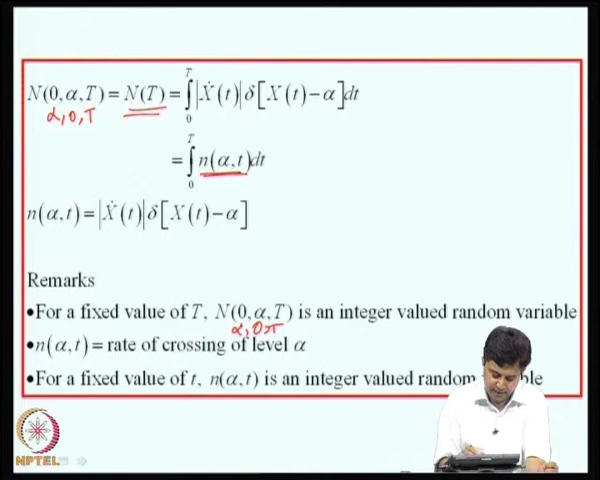 N(0,α,T) = N(T) = ∫₀ᵀ |Ẋ(t)| δ[X(t) − α] dt
α, 0, T
= ∫₀ᵀ n(α,t) dt
n(α,t) = |Ẋ(t)| δ[X(t) − α]
Remarks
•For a fixed value of T, N(0,α,T) is an integer valued random variable
α, 0, T
•n(α,t) = rate of crossing of level α
•For a fixed value of t, n(α,t) is an integer valued random
NPTEL